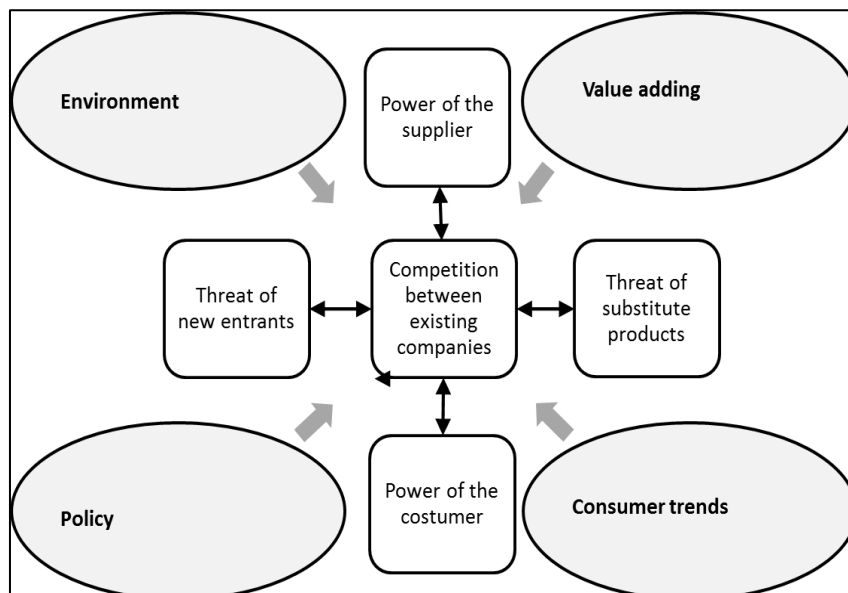 Environment
Power of the
supplier
Value adding
Threat of
new entrants
Competition
between
existing
companies
Threat of
substitute
products
Policy
Power of the
costumer
Consumer trends